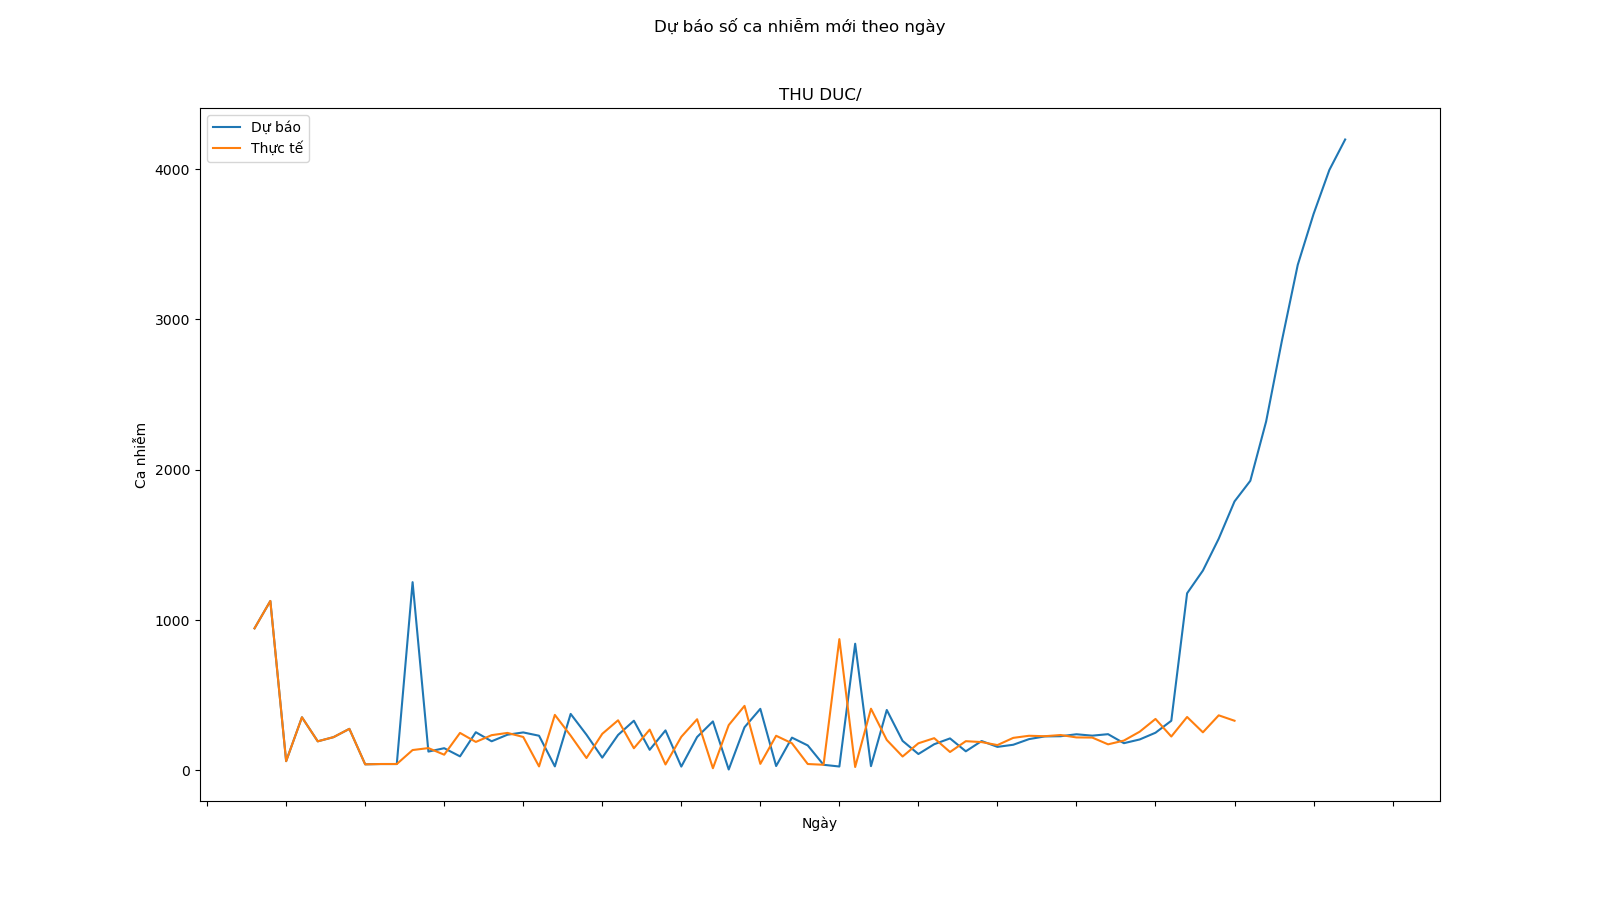 Dự báo số ca nhiễm mới theo ngày
THU DUC/
Dự báo
Thực tế
4000
3000
2000
1000
0
Ca nhiễm
Ngày